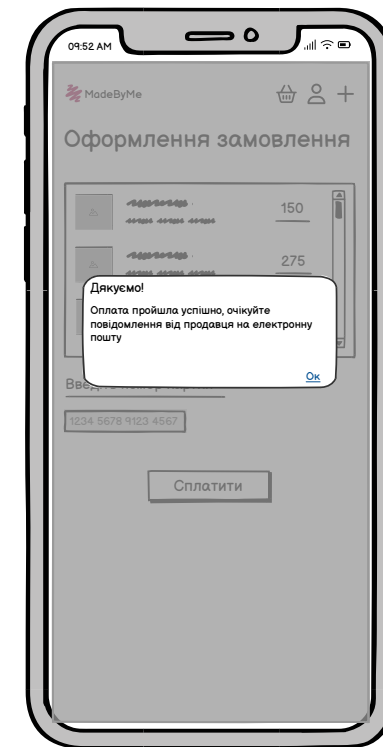 09:52 AM
MadeByMe
Оформлення замовлення
150
275
Дякуємо!
Оплата пройшла успішно, очікуйте
повідомлення від продавця на електронну
пошту
Ок
1234 5678 9123 4567
Сплатити